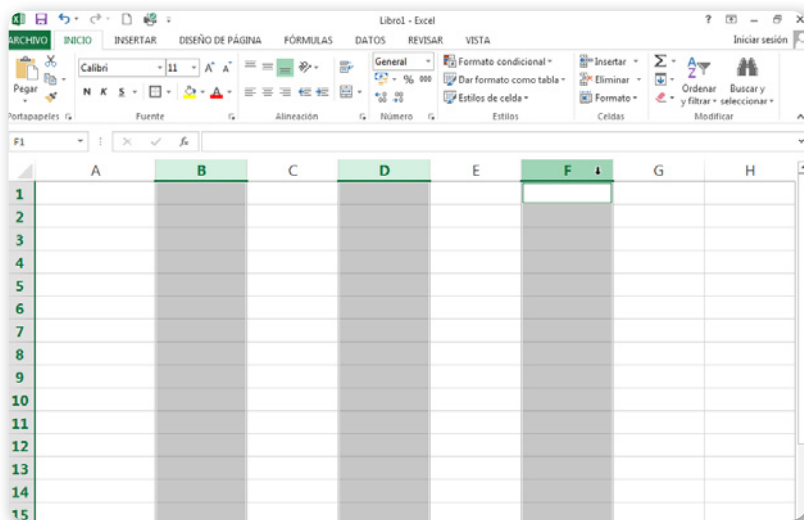 Libro1 - Excel
?
ARCHIVO INICIO INSERTAR DISEÑO DE PÁGINA FÓRMULAS DATOS REVISAR VISTA Iniciar sesión
Pegar
Calibri 11 A A
N K S A
General
% 000
Formato condicional
Dar formato como tabla
Estilos de celda
Insertar
Eliminar
Formato
Σ
A
Z
Ordenar
y filtrar
Buscar y
seleccionar
Portapapeles Fuente Alineación Número Estilos Celdas Modificar
F1 fx
A B C D E F G H
1
2
3
4
5
6
7
8
9
10
11
12
13
14
15